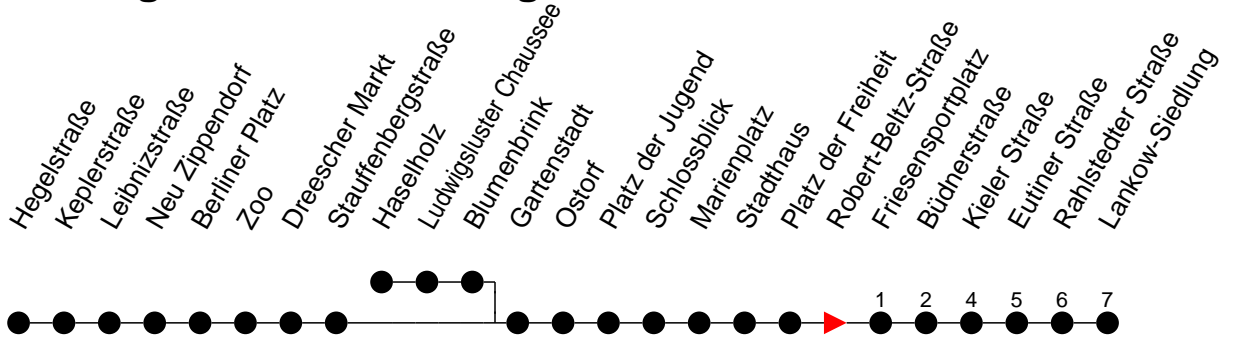 Hegelstraße
Keplerstraße
Leibnizstraße
Neu Zippendorf
Berliner Platz
Zoo
Dreescher Markt
Stauffenbergstraße
Haselholz
Ludwigsluster Chaussee
Blumenbrink
Gartenstadt
Ostorf
Platz der Jugend
Schlossblick
Marienplatz
Stadthaus
Platz der Freiheit
Robert-Beltz-Straße
Friesensportplatz
Büdnerstraße
Kieler Straße
Eutiner Straße
Rahlstedter Straße
Lankow-Siedlung
1 2 4 5 6 7